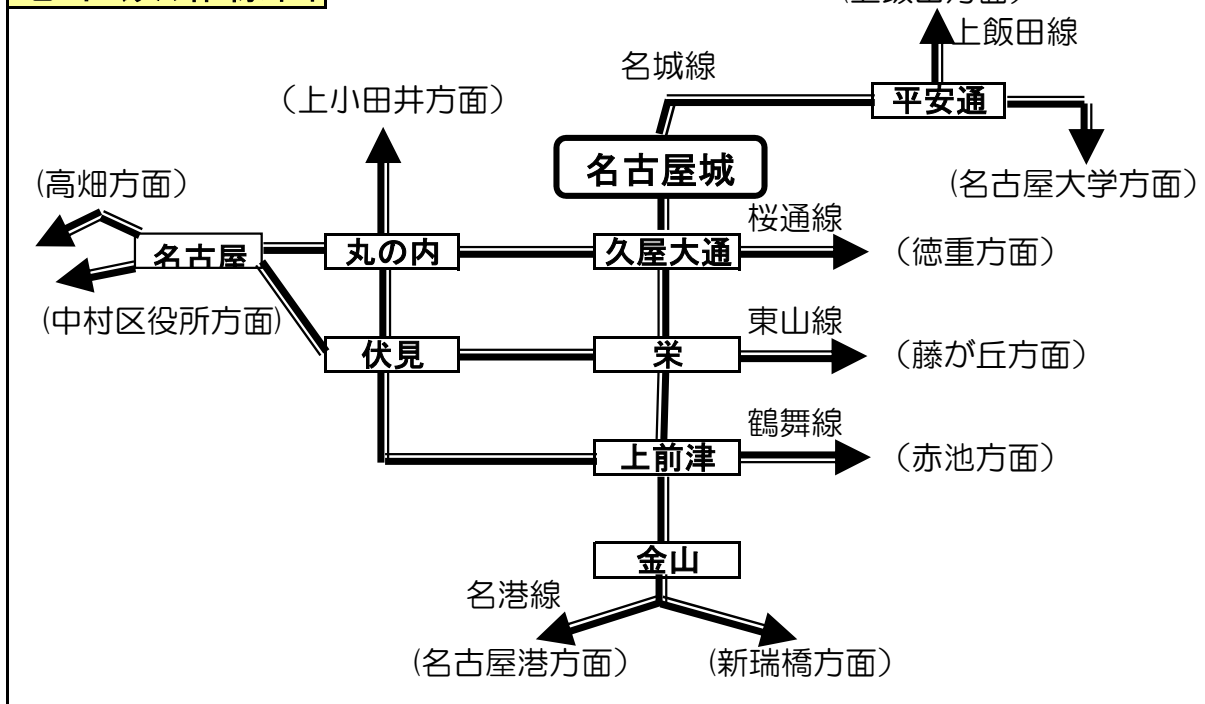 上飯田線
名城線
平安通
（上小田井方面）
名古屋城
(高畑方面）
(名古屋大学方面）
桜通線
名古屋
丸の内
久屋大通
（徳重方面）
(中村区役所方面)
東山線
伏見
栄
（藤が丘方面）
鶴舞線
上前津
（赤池方面）
金山
名港線
(名古屋港方面）
(新瑞橋方面）